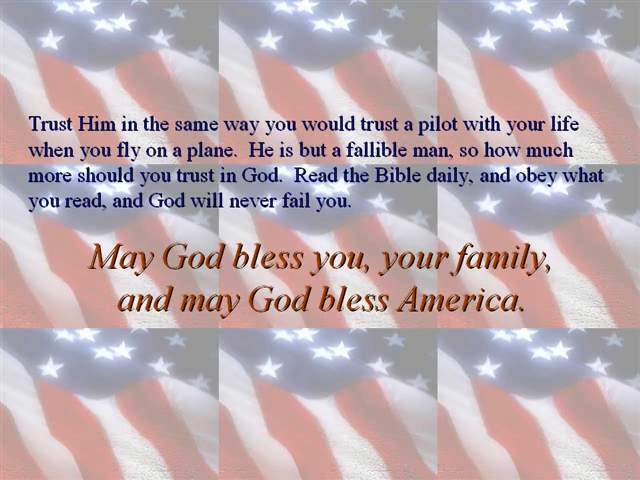 Trust Him in the same way you would trust a pilot with your life
when you fly on a plane.  He is but a fallible man, so how much
more should you trust in God.  Read the Bible daily, and obey what
you read, and God will never fail you.
May God bless you, your family,
and may God bless America.